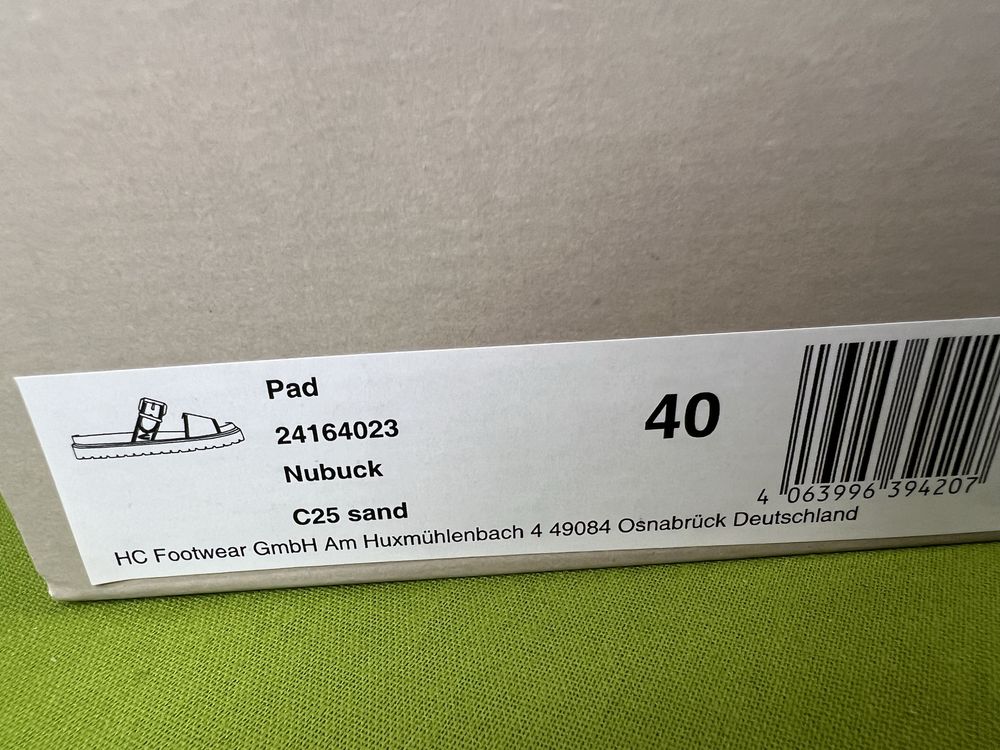 Pad
24164023
Nubuck
C25 sand
40
4 063996 394207
HC Footwear GmbH Am Huxmühlenbach 4 49084 Osnabrück Deutschland